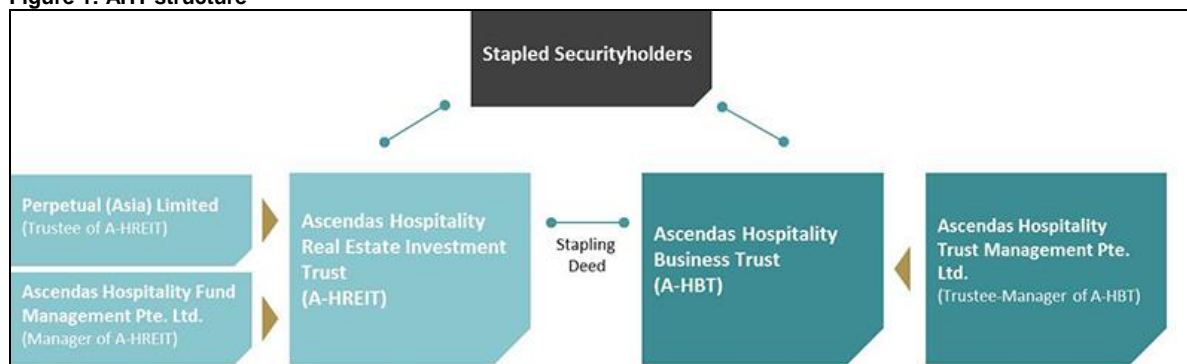 Figure 1: AHT structure
Stapled Securityholders
Perpetual (Asia) Limited
(Trustee of A-HREIT)
Ascendas Hospitality Fund
Management Pte. Ltd.
(Manager of A-HREIT)
Ascendas Hospitality
Real Estate Investment
Trust
(A-HREIT)
Stapling
Deed
Ascendas Hospitality
Business Trust
(A-HBT)
Ascendas Hospitality
Trust Management Pte.
Ltd.
(Trustee-Manager of A-HBT)